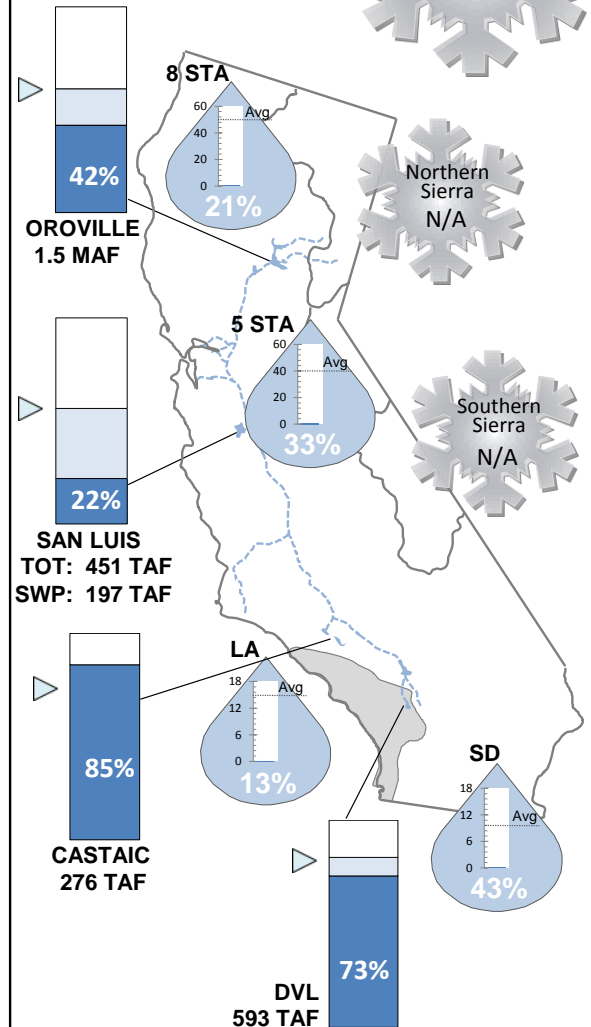 8 STA
60
Avg
40
20
0
21%
42%
OROVILLE
1.5 MAF
Northern
Sierra
N/A
5 STA
60
Avg
40
20
0
33%
Southern
Sierra
N/A
22%
SAN LUIS
TOT: 451 TAF
SWP: 197 TAF
LA
18
Avg
12
6
0
13%
85%
CASTAIC
276 TAF
SD
18
Avg
12
6
0
43%
73%
DVL
593 TAF